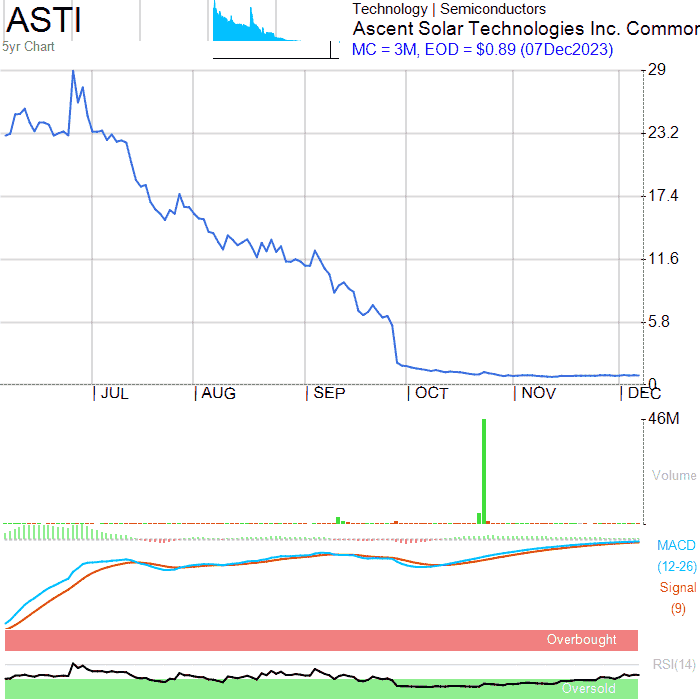 ASTI
5yr Chart
Technology | Semiconductors
Ascent Solar Technologies Inc. Common
MC = 3M, EOD = $0.89 (07Dec2023)
29
23.2
17.4
11.6
5.8
0
JUL AUG SEP OCT NOV DEC
46M
Volume
MACD
(12-26)
Signal
(9)
Overbought
RSI(14)
Oversold